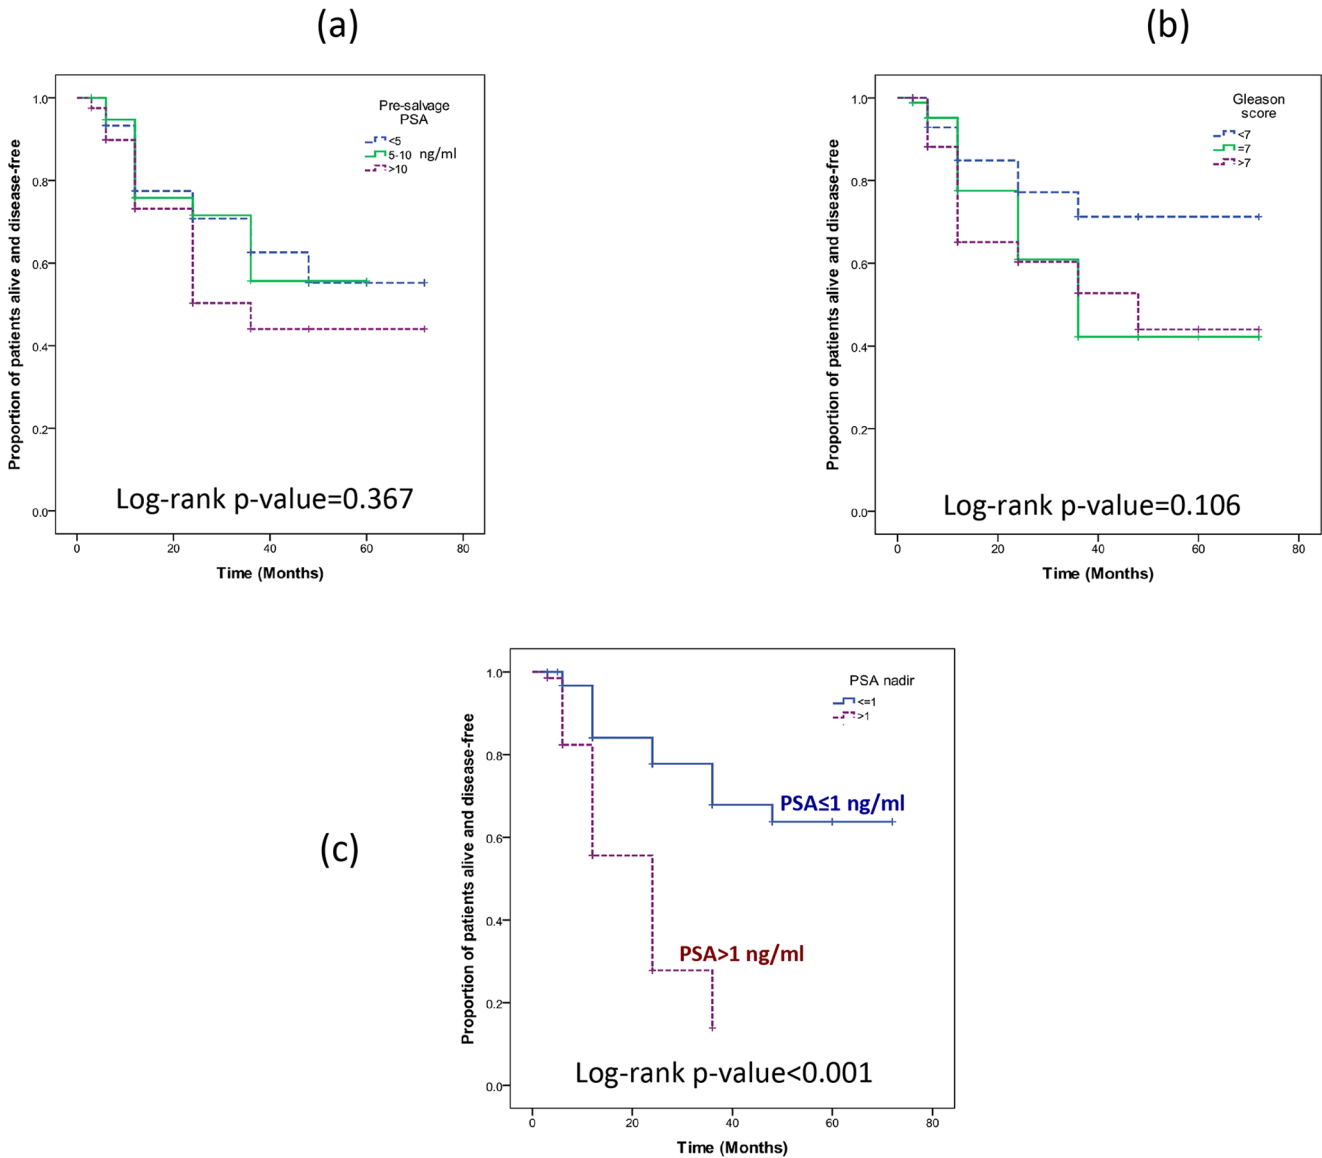 (a)
Proportion of patients alive and disease-free
1.0
0.8
0.6
0.4
0.2
0.0
Pre-salvage
PSA
<5
5-10 ng/ml
>10
Log-rank p-value=0.367
0 20 40 60 80
Time (Months)
(b)
Proportion of patients alive and disease-free
1.0
0.8
0.6
0.4
0.2
0.0
Gleason
score
<7
=7
>7
Log-rank p-value=0.106
0 20 40 60 80
Time (Months)
(c)
Proportion of patients alive and disease-free
1.0
0.8
0.6
0.4
0.2
0.0
PSA nadir
<=1
>1
PSA≤1 ng/ml
PSA>1 ng/ml
Log-rank p-value<0.001
0 20 40 60 80
Time (Months)